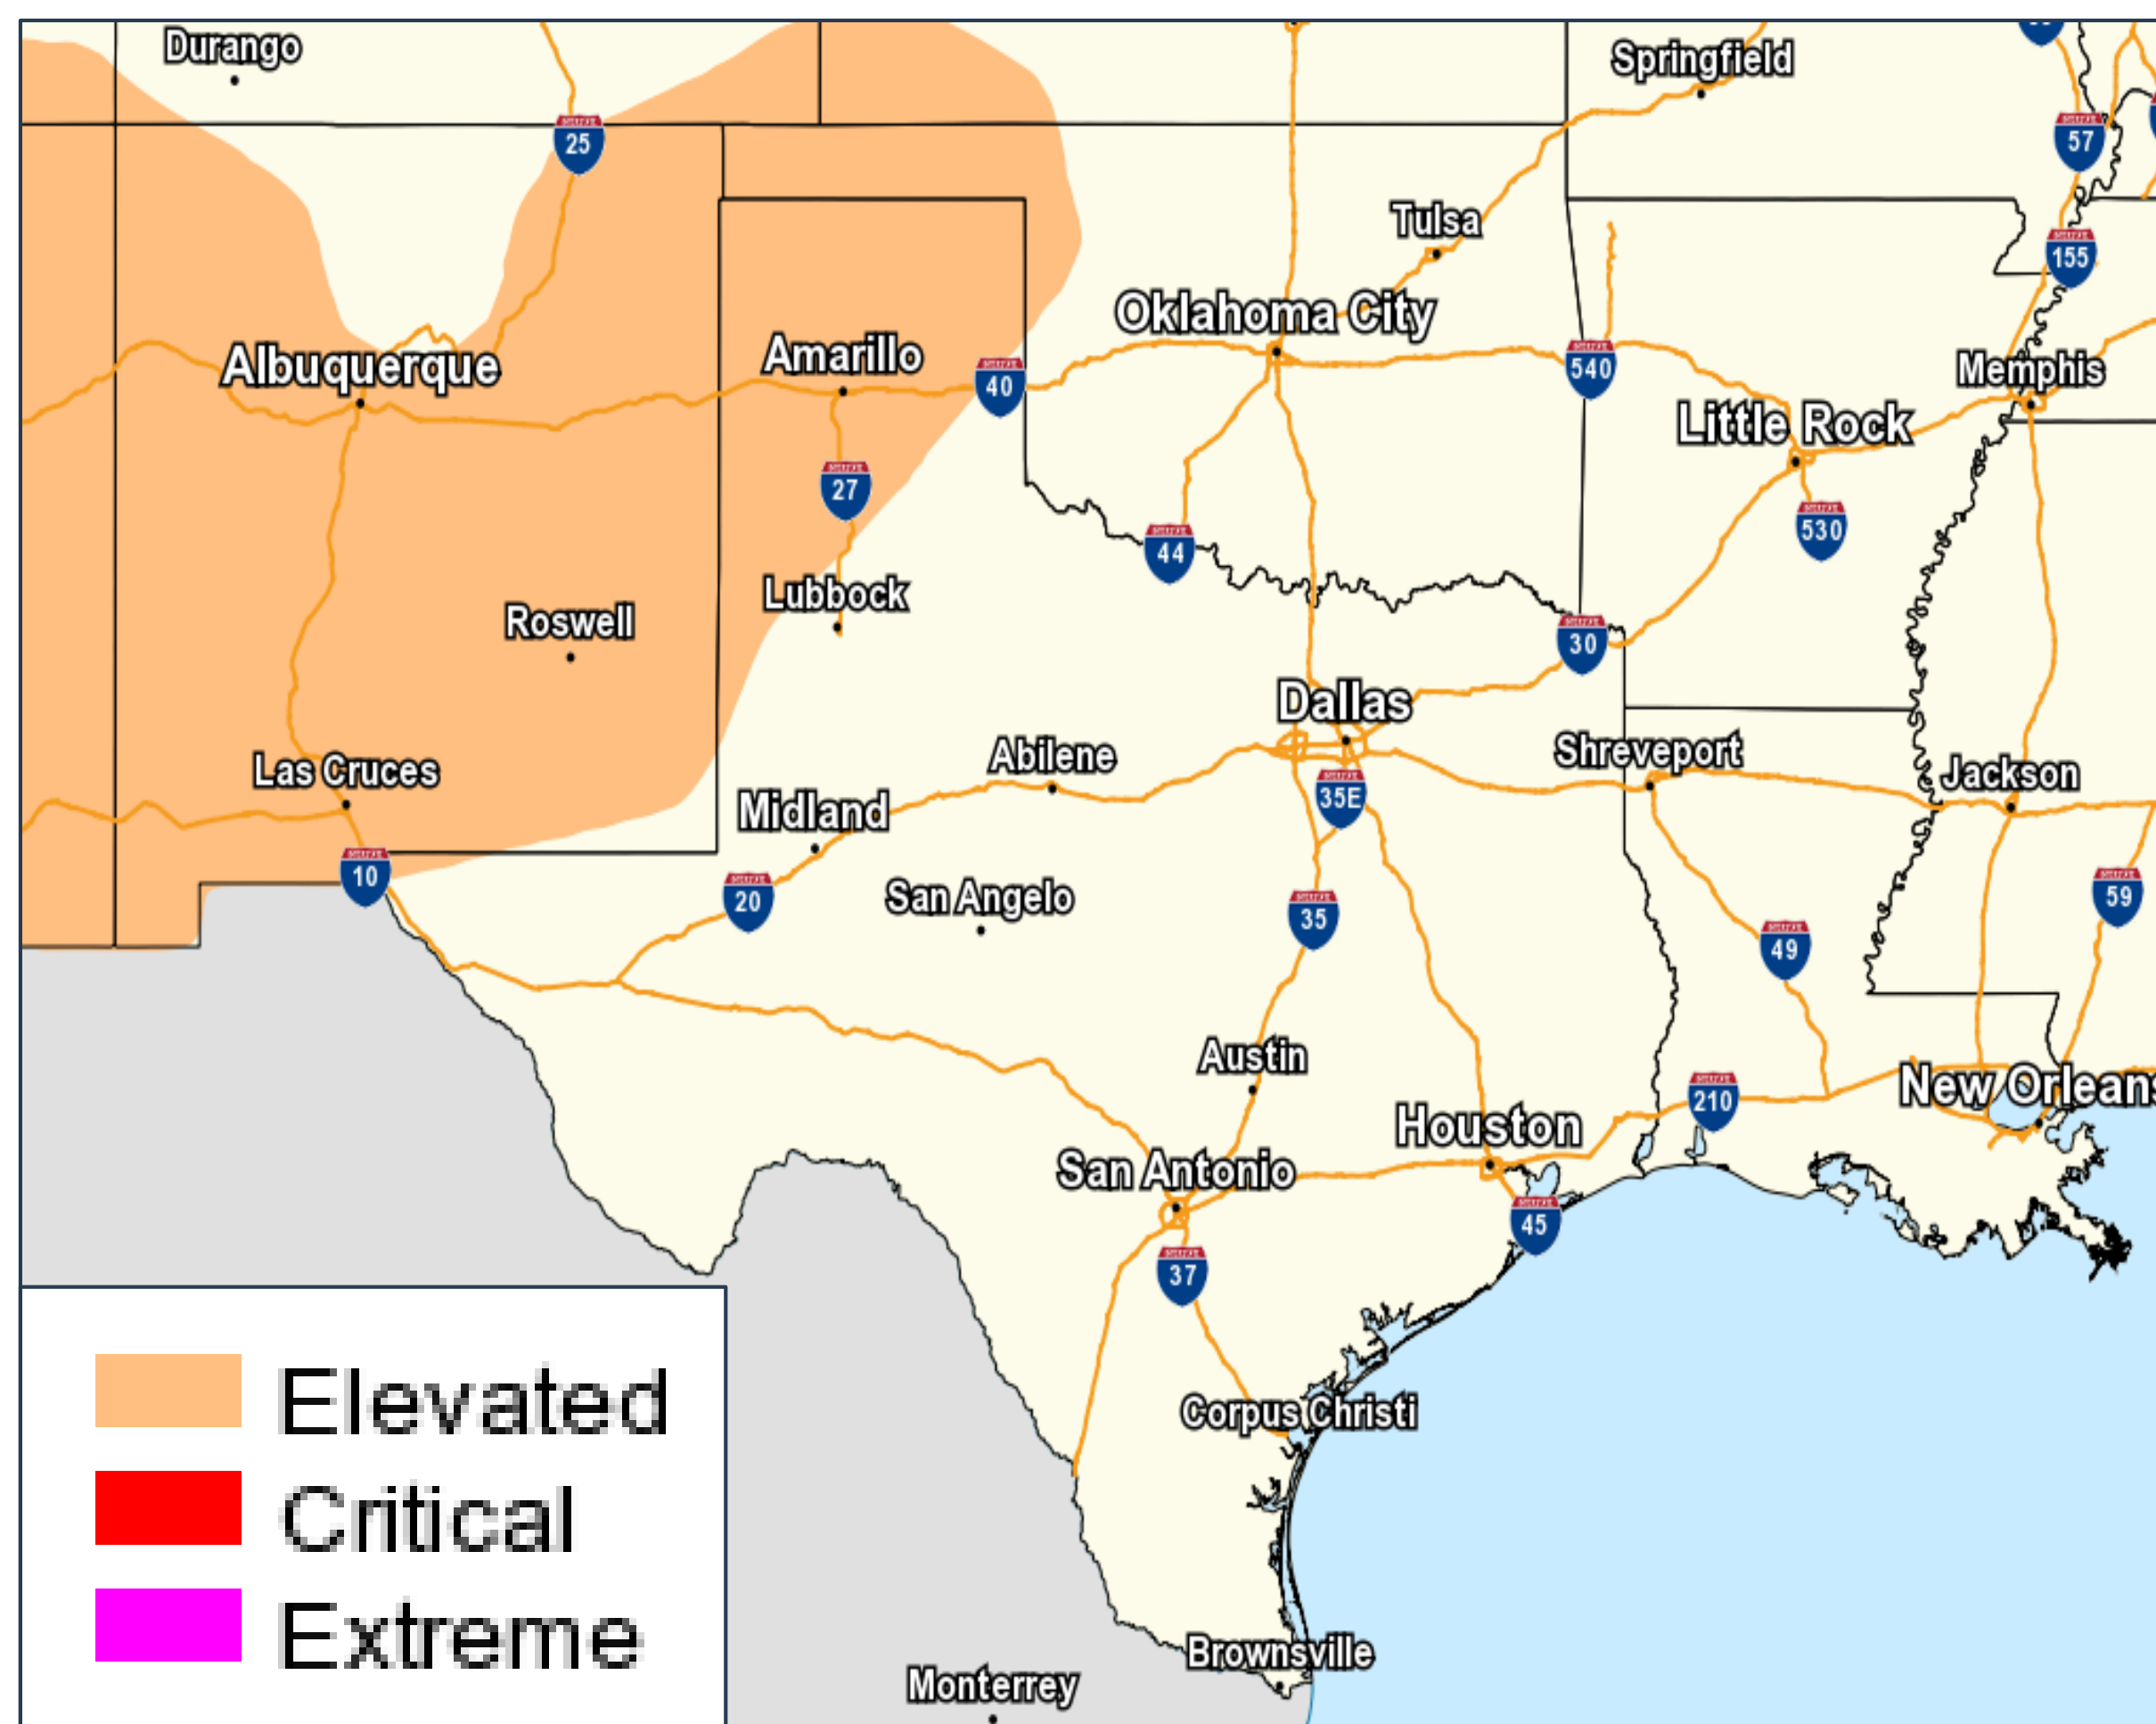 Durango
Springfield
25
57
Tulsa
155
Oklahoma City
Amarillo
Albuquerque
40
540
Memphis
Little Rock
27
530
44
Lubbock
Roswell
30
Dallas
Shreveport
Abilene
Las Cruces
Jackson
35E
Midland
10
20
San Angelo
35
59
49
Austin
New Orleans
210
Houston
San Antonio
45
37
Elevated
Corpus Christi
Critical
Extreme
Brownsville
Monterrey